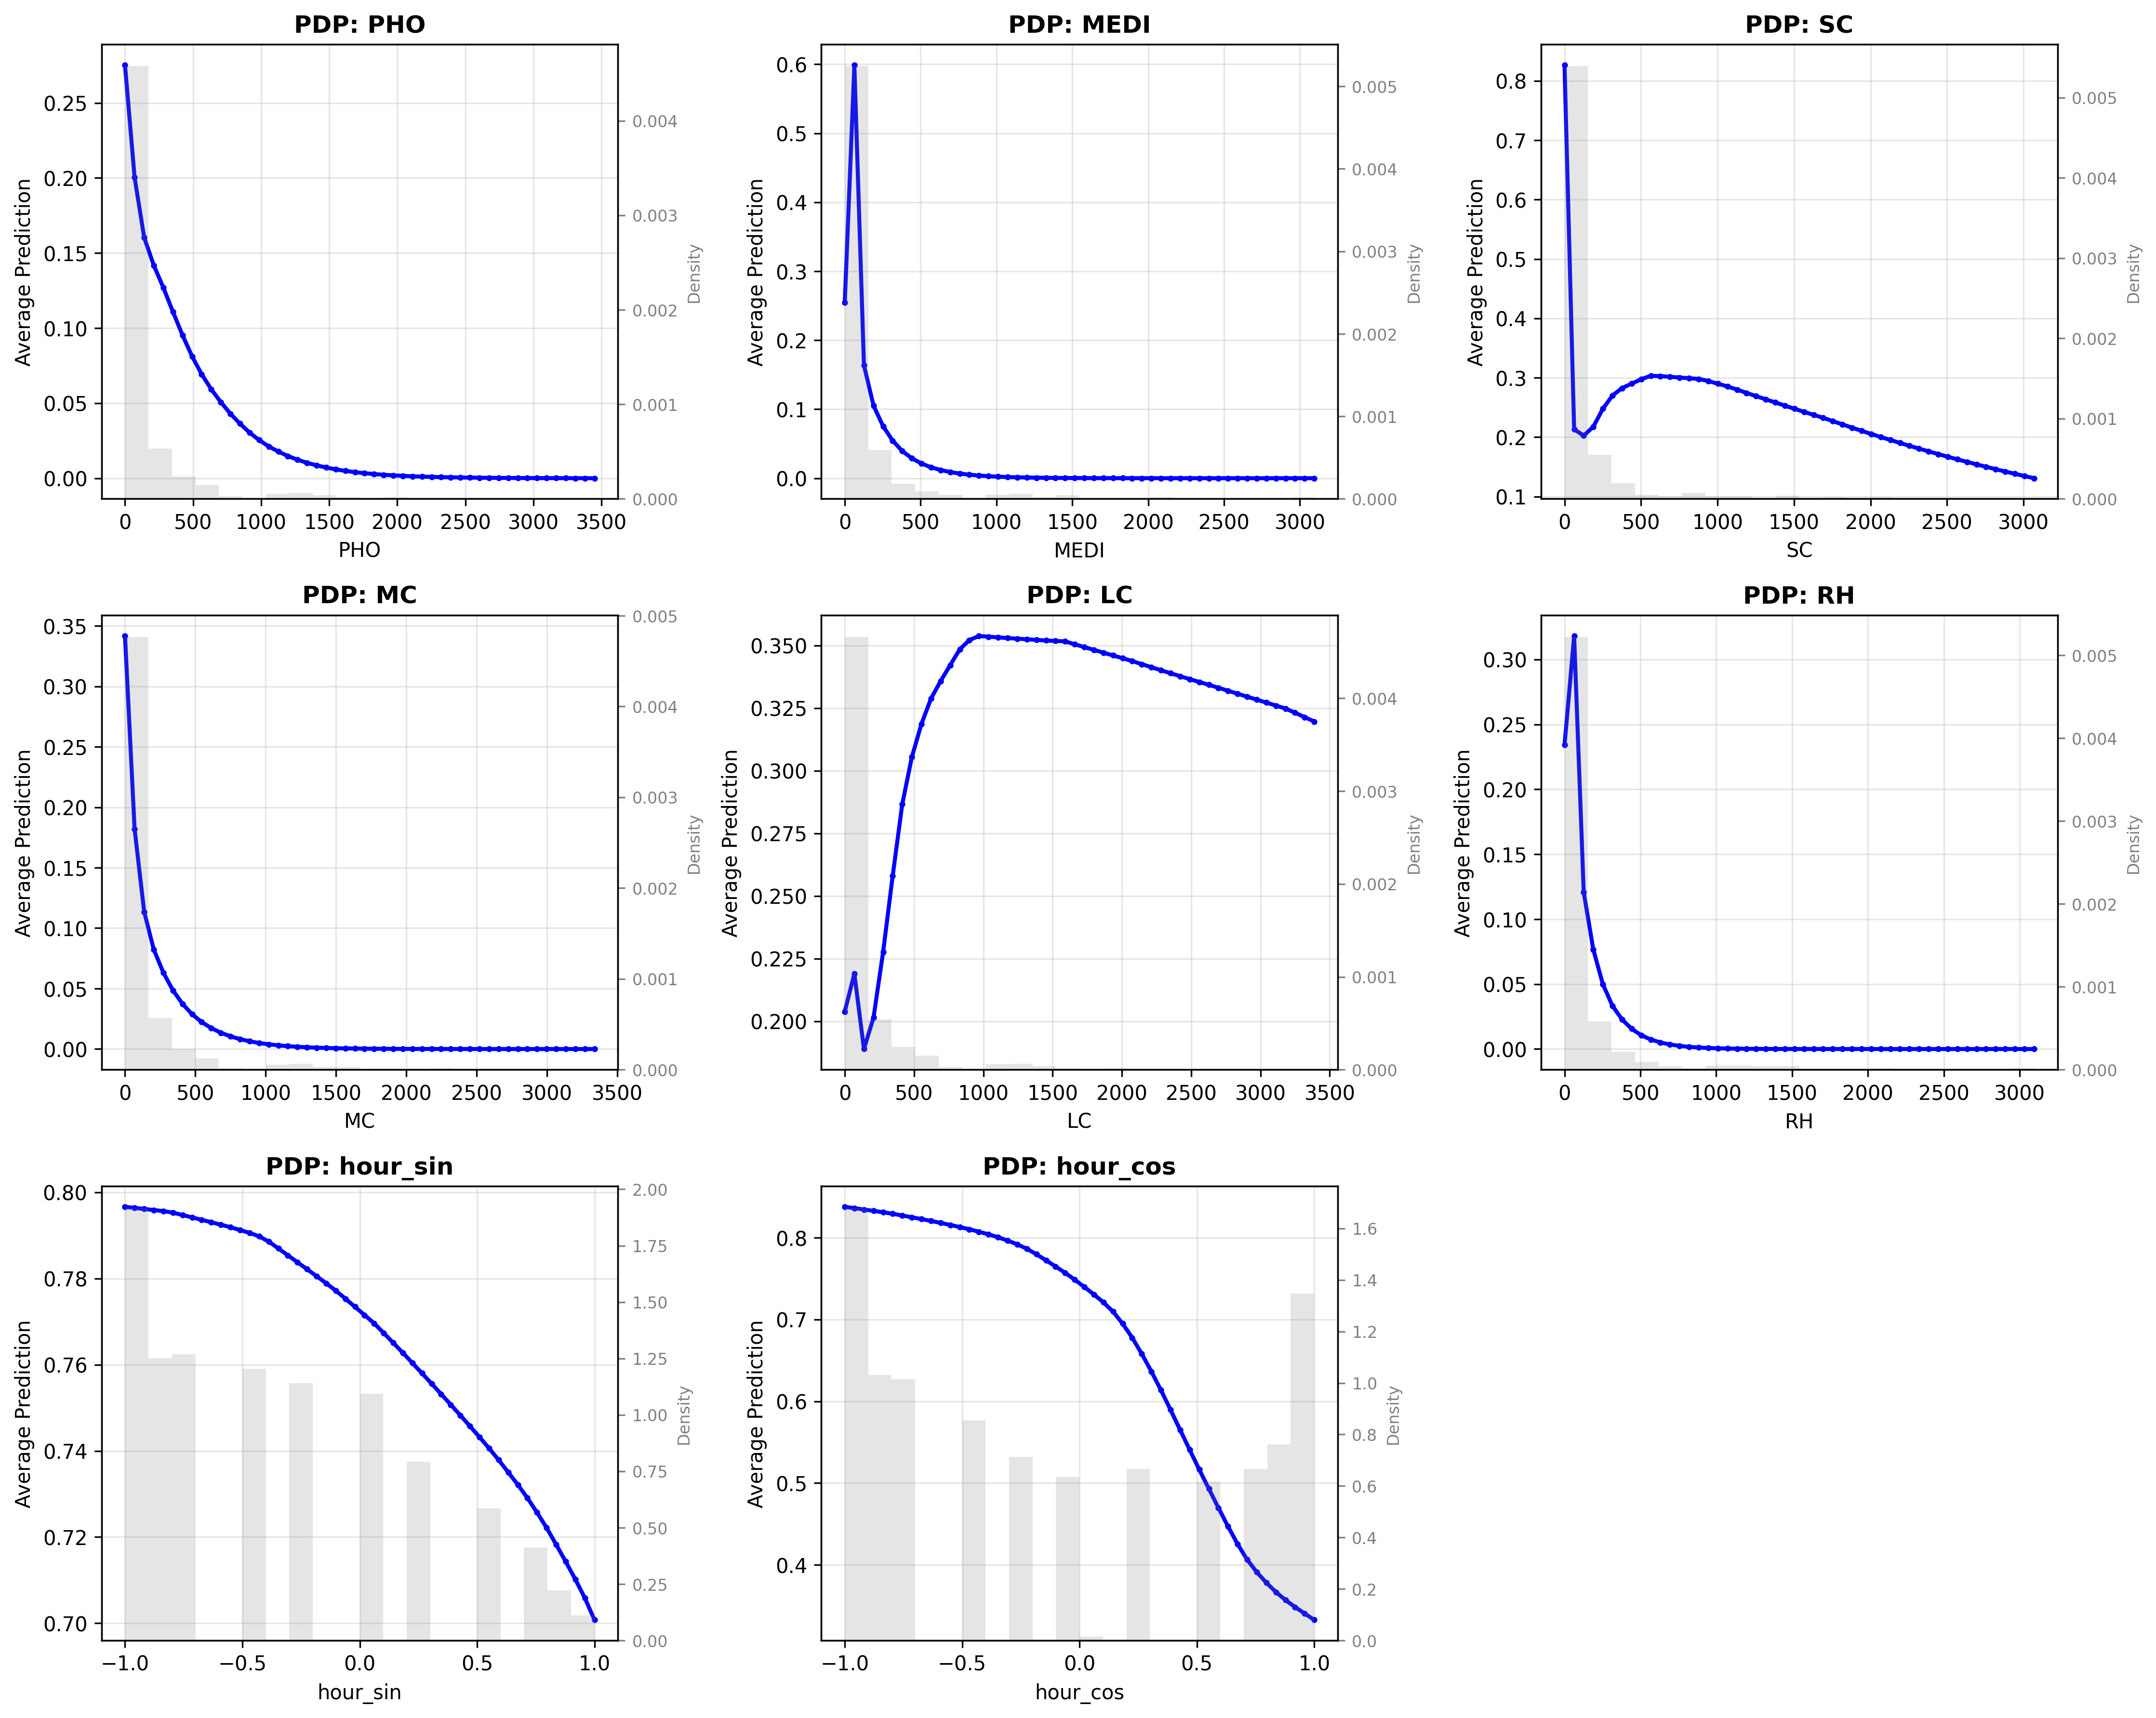 PDP: PHO
Average Prediction
0.25
0.20
0.15
0.10
0.05
0.00
0.004
0.003
0.002
0.001
0.000
Density
0 500 1000 1500 2000 2500 3000 3500
PHO
PDP: MEDI
Average Prediction
0.6
0.5
0.4
0.3
0.2
0.1
0.0
0.005
0.004
0.003
0.002
0.001
0.000
Density
0 500 1000 1500 2000 2500 3000
MEDI
PDP: SC
Average Prediction
0.8
0.7
0.6
0.5
0.4
0.3
0.2
0.1
0.005
0.004
0.003
0.002
0.001
0.000
Density
0 500 1000 1500 2000 2500 3000
SC
PDP: MC
Average Prediction
0.35
0.30
0.25
0.20
0.15
0.10
0.05
0.00
0.005
0.004
0.003
0.002
0.001
0.000
Density
0 500 1000 1500 2000 2500 3000 3500
MC
PDP: LC
Average Prediction
0.350
0.325
0.300
0.275
0.250
0.225
0.200
0.004
0.003
0.002
0.001
0.000
Density
0 500 1000 1500 2000 2500 3000 3500
LC
PDP: RH
Average Prediction
0.30
0.25
0.20
0.15
0.10
0.05
0.00
0.005
0.004
0.003
0.002
0.001
0.000
Density
0 500 1000 1500 2000 2500 3000
RH
PDP: hour_sin
Average Prediction
0.80
0.78
0.76
0.74
0.72
0.70
2.00
1.75
1.50
1.25
1.00
0.75
0.50
0.25
0.00
Density
−1.0 −0.5 0.0 0.5 1.0
hour_sin
PDP: hour_cos
Average Prediction
0.8
0.7
0.6
0.5
0.4
1.6
1.4
1.2
1.0
0.8
0.6
0.4
0.2
0.0
Density
−1.0 −0.5 0.0 0.5 1.0
hour_cos